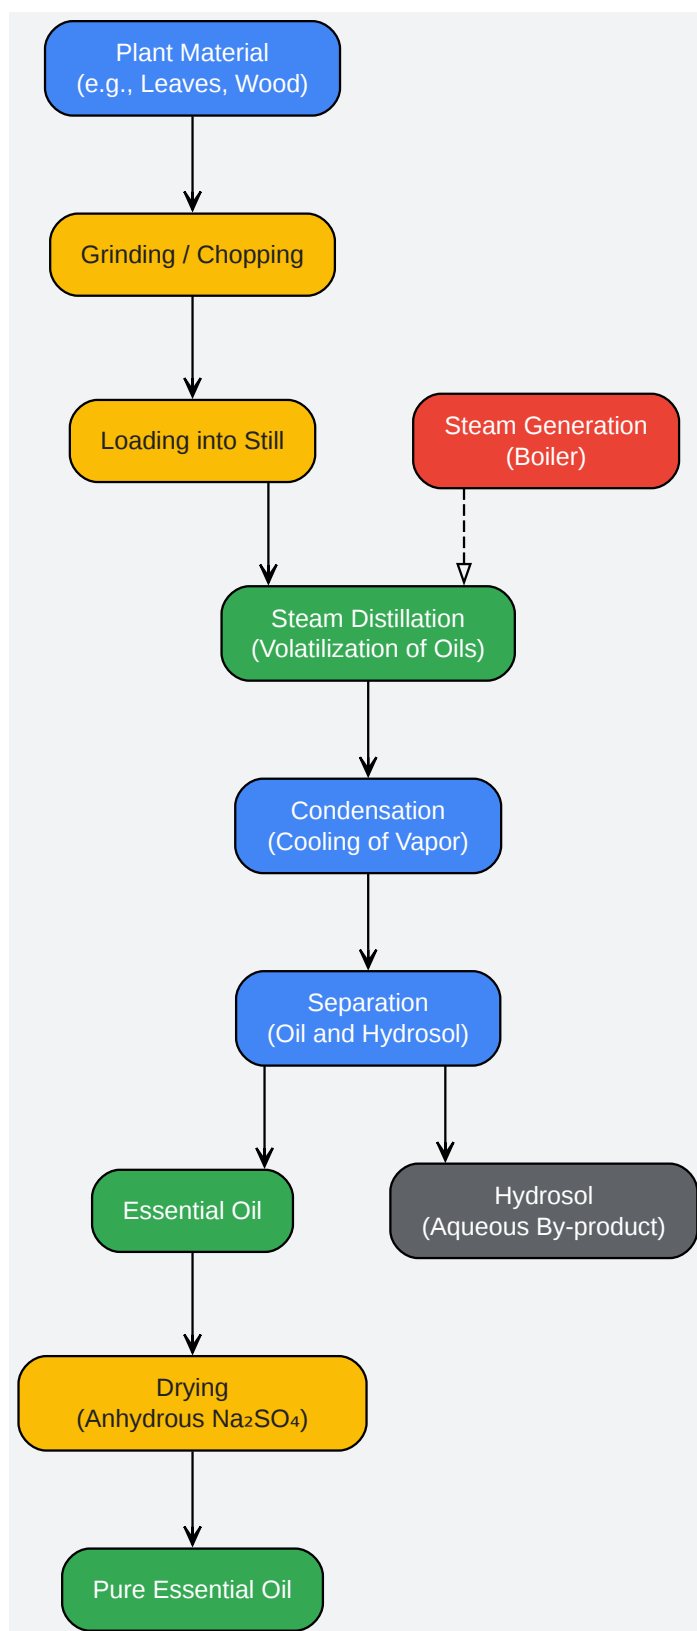 Plant Material
(e.g., Leaves, Wood)
Grinding / Chopping
Loading into Still
Steam Generation
(Boiler)
Steam Distillation
(Volatilization of Oils)
Condensation
(Cooling of Vapor)
Separation
(Oil and Hydrosol)
Essential Oil
Hydrosol
(Aqueous By-product)
Drying
(Anhydrous Na₂SO₄)
Pure Essential Oil